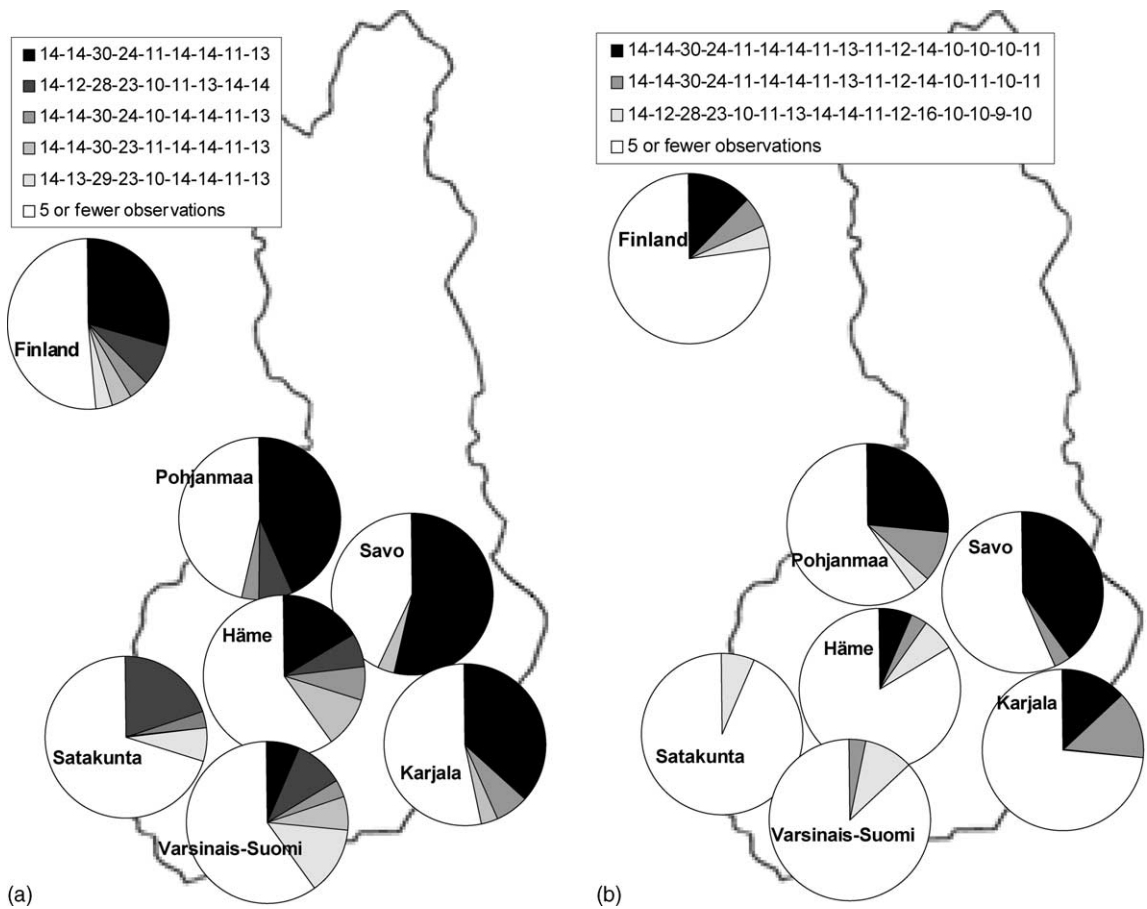 14-14-30-24-11-14-14-11-13
14-12-28-23-10-11-13-14-14
14-14-30-24-10-14-14-11-13
14-14-30-23-11-14-14-11-13
14-13-29-23-10-14-14-11-13
5 or fewer observations
Finland
Pohjanmaa
Savo
Häme
Satakunta
Karjala
Varsinais-Suomi
(a)
14-14-30-24-11-14-14-11-13-11-12-14-10-10-10-11
14-14-30-24-11-14-14-11-13-11-12-14-10-11-10-11
14-12-28-23-10-11-13-14-14-11-12-16-10-10-9-10
5 or fewer observations
Finland
Pohjanmaa
Savo
Häme
Karjala
Satakunta
Varsinais-Suomi
(b)